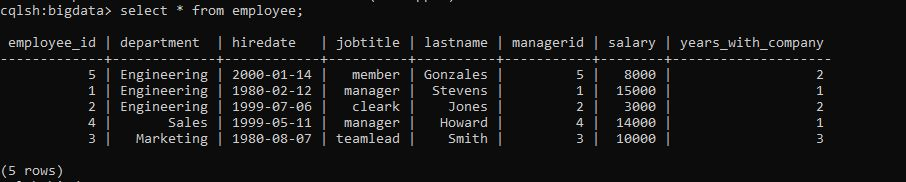 cqlsh:bigdata> select * from employee;
employee_id | department | hiredate | jobtitle | lastname | managerid | salary | years_with_company
-------------+-------------+------------+----------+----------+-----------+--------+--------------------
5 | Engineering | 2000-01-14 | member | Gonzales | 5 | 8000 | 2
1 | Engineering | 1980-02-12 | manager | Stevens | 1 | 15000 | 1
2 | Engineering | 1999-07-06 | cleark | Jones | 2 | 3000 | 2
4 | Sales | 1999-05-11 | manager | Howard | 4 | 14000 | 1
3 | Marketing | 1980-08-07 | teamlead | Smith | 3 | 10000 | 3
(5 rows)